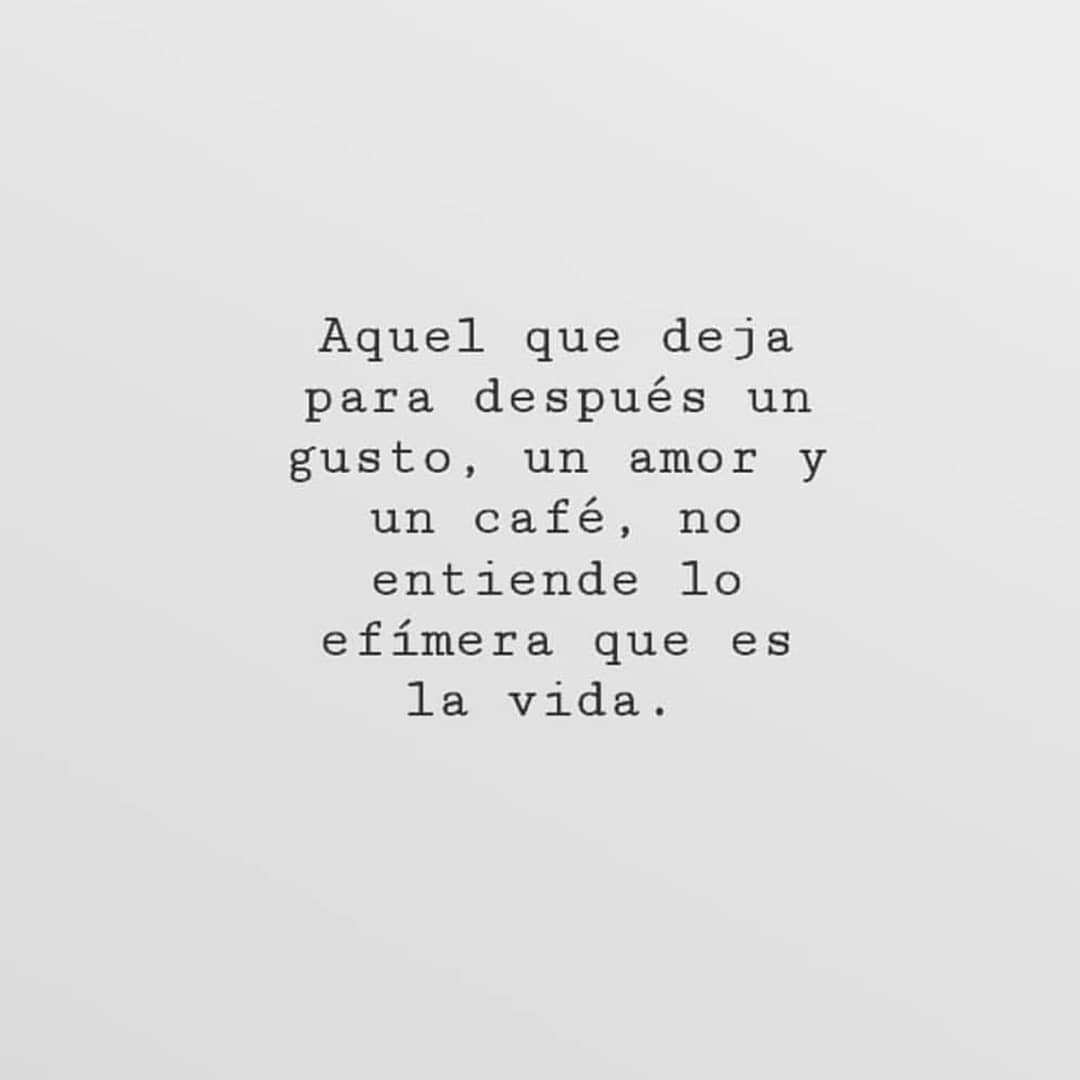 Aquel que deja
para después un
gusto, un amor y
un café, no
entiende lo
efímera que es
la vida.